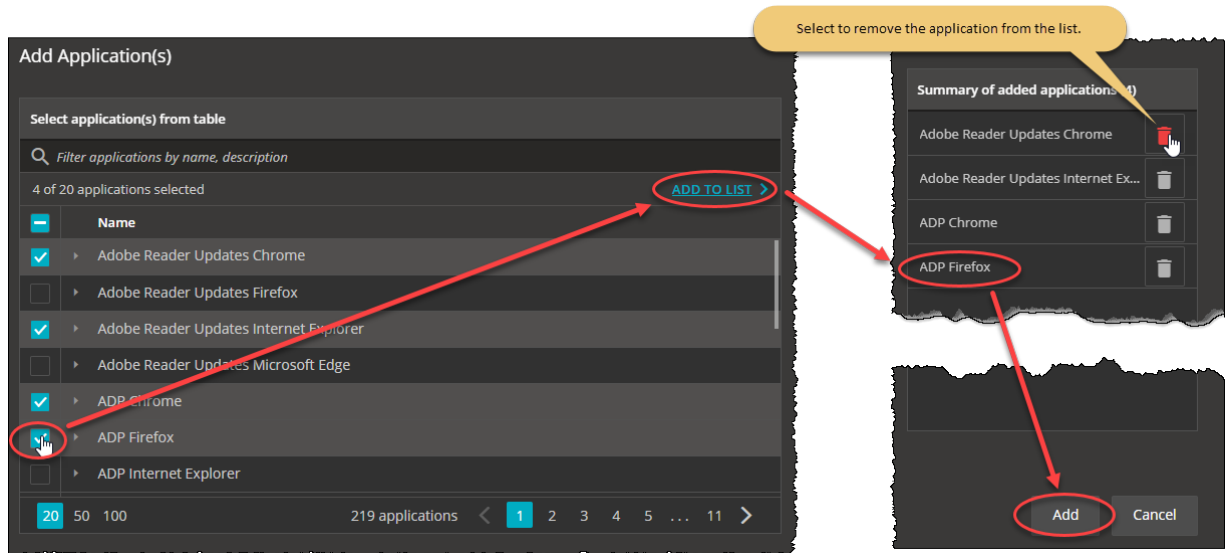 Select to remove the application from the list.
Add Application(s)
Select application(s) from table
Filter applications by name, description
4 of 20 applications selected
ADD TO LIST
Name
Adobe Reader Updates Chrome
Adobe Reader Updates Firefox
Adobe Reader Updates Internet Explorer
Adobe Reader Updates Microsoft Edge
ADP Chrome
ADP Firefox
ADP Internet Explorer
20 50 100 219 applications 1 2 3 4 5 ... 11
Summary of added applications (4)
Adobe Reader Updates Chrome
Adobe Reader Updates Internet Ex...
ADP Chrome
ADP Firefox
Add Cancel